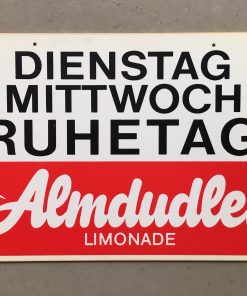 DIENSTAG
MITTWOCH
RUHETAG
Almdudle
LIMONADE